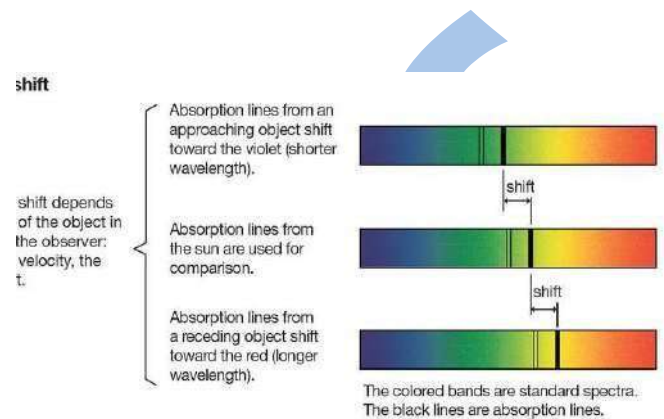 shift
Absorption lines from an
approaching object shift
toward the violet (shorter
wavelength).
shift
shift depends
of the object in
the observer:
velocity, the
t.
Absorption lines from
the sun are used for
comparison.
shift
Absorption lines from
a receding object shift
toward the red (longer
wavelength).
The colored bands are standard spectra.
The black lines are absorption lines.